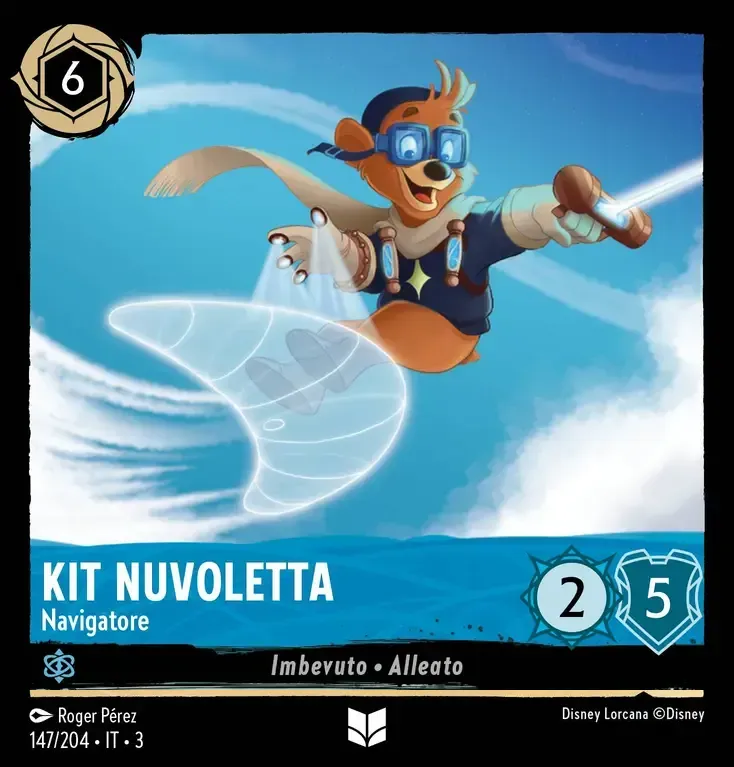 6
KIT NUVOLETTA
Navigatore
2 5
Imbevuto • Alleato
Roger Pérez
Disney Lorcana ©Disney
147/204 • IT • 3